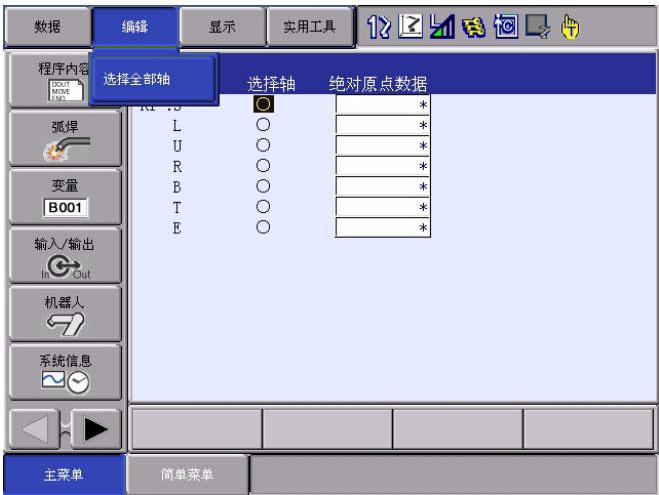 数据 编辑 显示 实用工具
程序内容
DOUT
MOVE
END
选择全部轴
选择轴 绝对原点数据
R1 :S *
L *
U *
R *
B *
T *
E *
弧焊
变量
B001
输入/输出
In Out
机器人
系统信息
主菜单 简单菜单